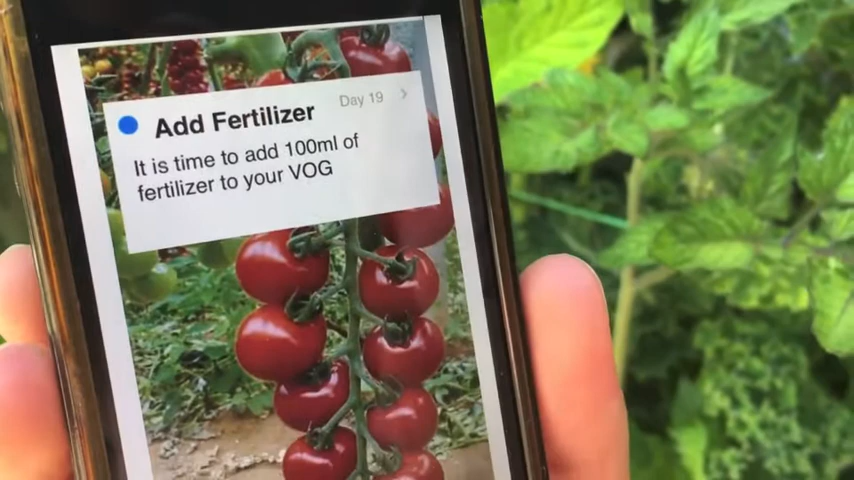 Add Fertilizer
Day 19
It is time to add 100ml of
fertilizer to your VOG